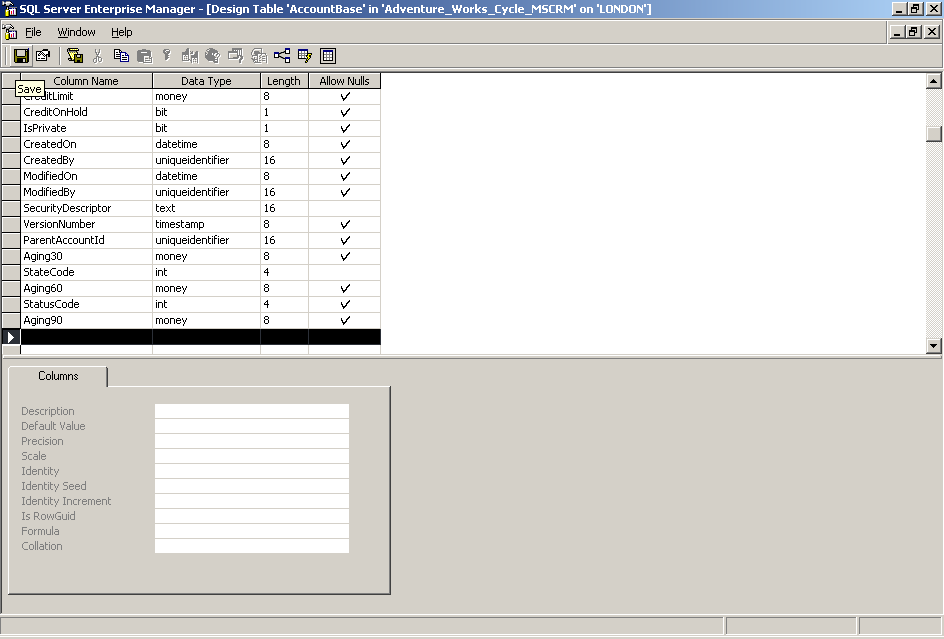 SQL Server Enterprise Manager - [Design Table 'AccountBase' in 'Adventure_Works_Cycle_MSCRM' on 'LONDON']
File Window Help
Save
Column Name Data Type Length Allow Nulls
CreditLimit money 8
CreditOnHold bit 1
IsPrivate bit 1
CreatedOn datetime 8
CreatedBy uniqueidentifier 16
ModifiedOn datetime 8
ModifiedBy uniqueidentifier 16
SecurityDescriptor text 16
VersionNumber timestamp 8
ParentAccountId uniqueidentifier 16
Aging30 money 8
StateCode int 4
Aging60 money 8
StatusCode int 4
Aging90 money 8
Columns
Description
Default Value
Precision
Scale
Identity
Identity Seed
Identity Increment
Is RowGuid
Formula
Collation